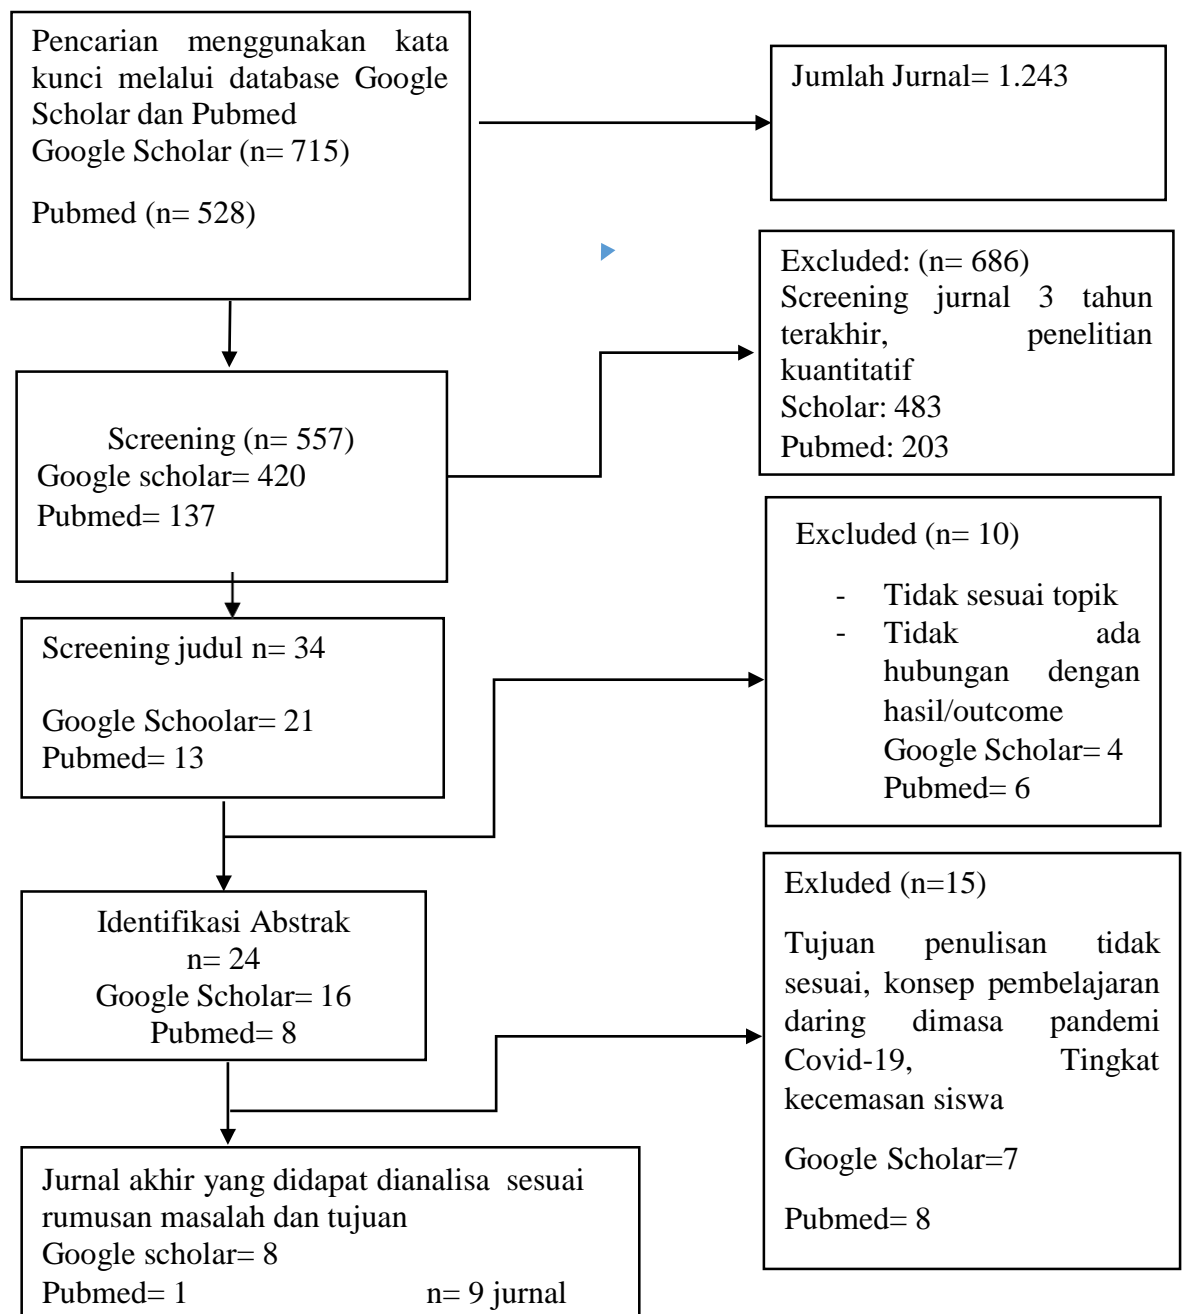 Pencarian menggunakan kata
kunci melalui database Google
Scholar dan Pubmed
Google Scholar (n= 715)
Pubmed (n= 528)
Jumlah Jurnal= 1.243
Excluded: (n= 686)
Screening jurnal 3 tahun
terakhir, penelitian
kuantitatif
Scholar: 483
Pubmed: 203
Screening (n= 557)
Google scholar= 420
Pubmed= 137
Excluded (n= 10)
- Tidak sesuai topik
- Tidak ada
hubungan dengan
hasil/outcome
Google Scholar= 4
Pubmed= 6
Screening judul n= 34
Google Schoolar= 21
Pubmed= 13
Identifikasi Abstrak
n= 24
Google Scholar= 16
Pubmed= 8
Exluded (n=15)
Tujuan penulisan tidak
sesuai, konsep pembelajaran
daring dimasa pandemi
Covid-19, Tingkat
kecemasan siswa
Google Scholar=7
Pubmed= 8
Jurnal akhir yang didapat dianalisa sesuai
rumusan masalah dan tujuan
Google scholar= 8
Pubmed= 1 n= 9 jurnal